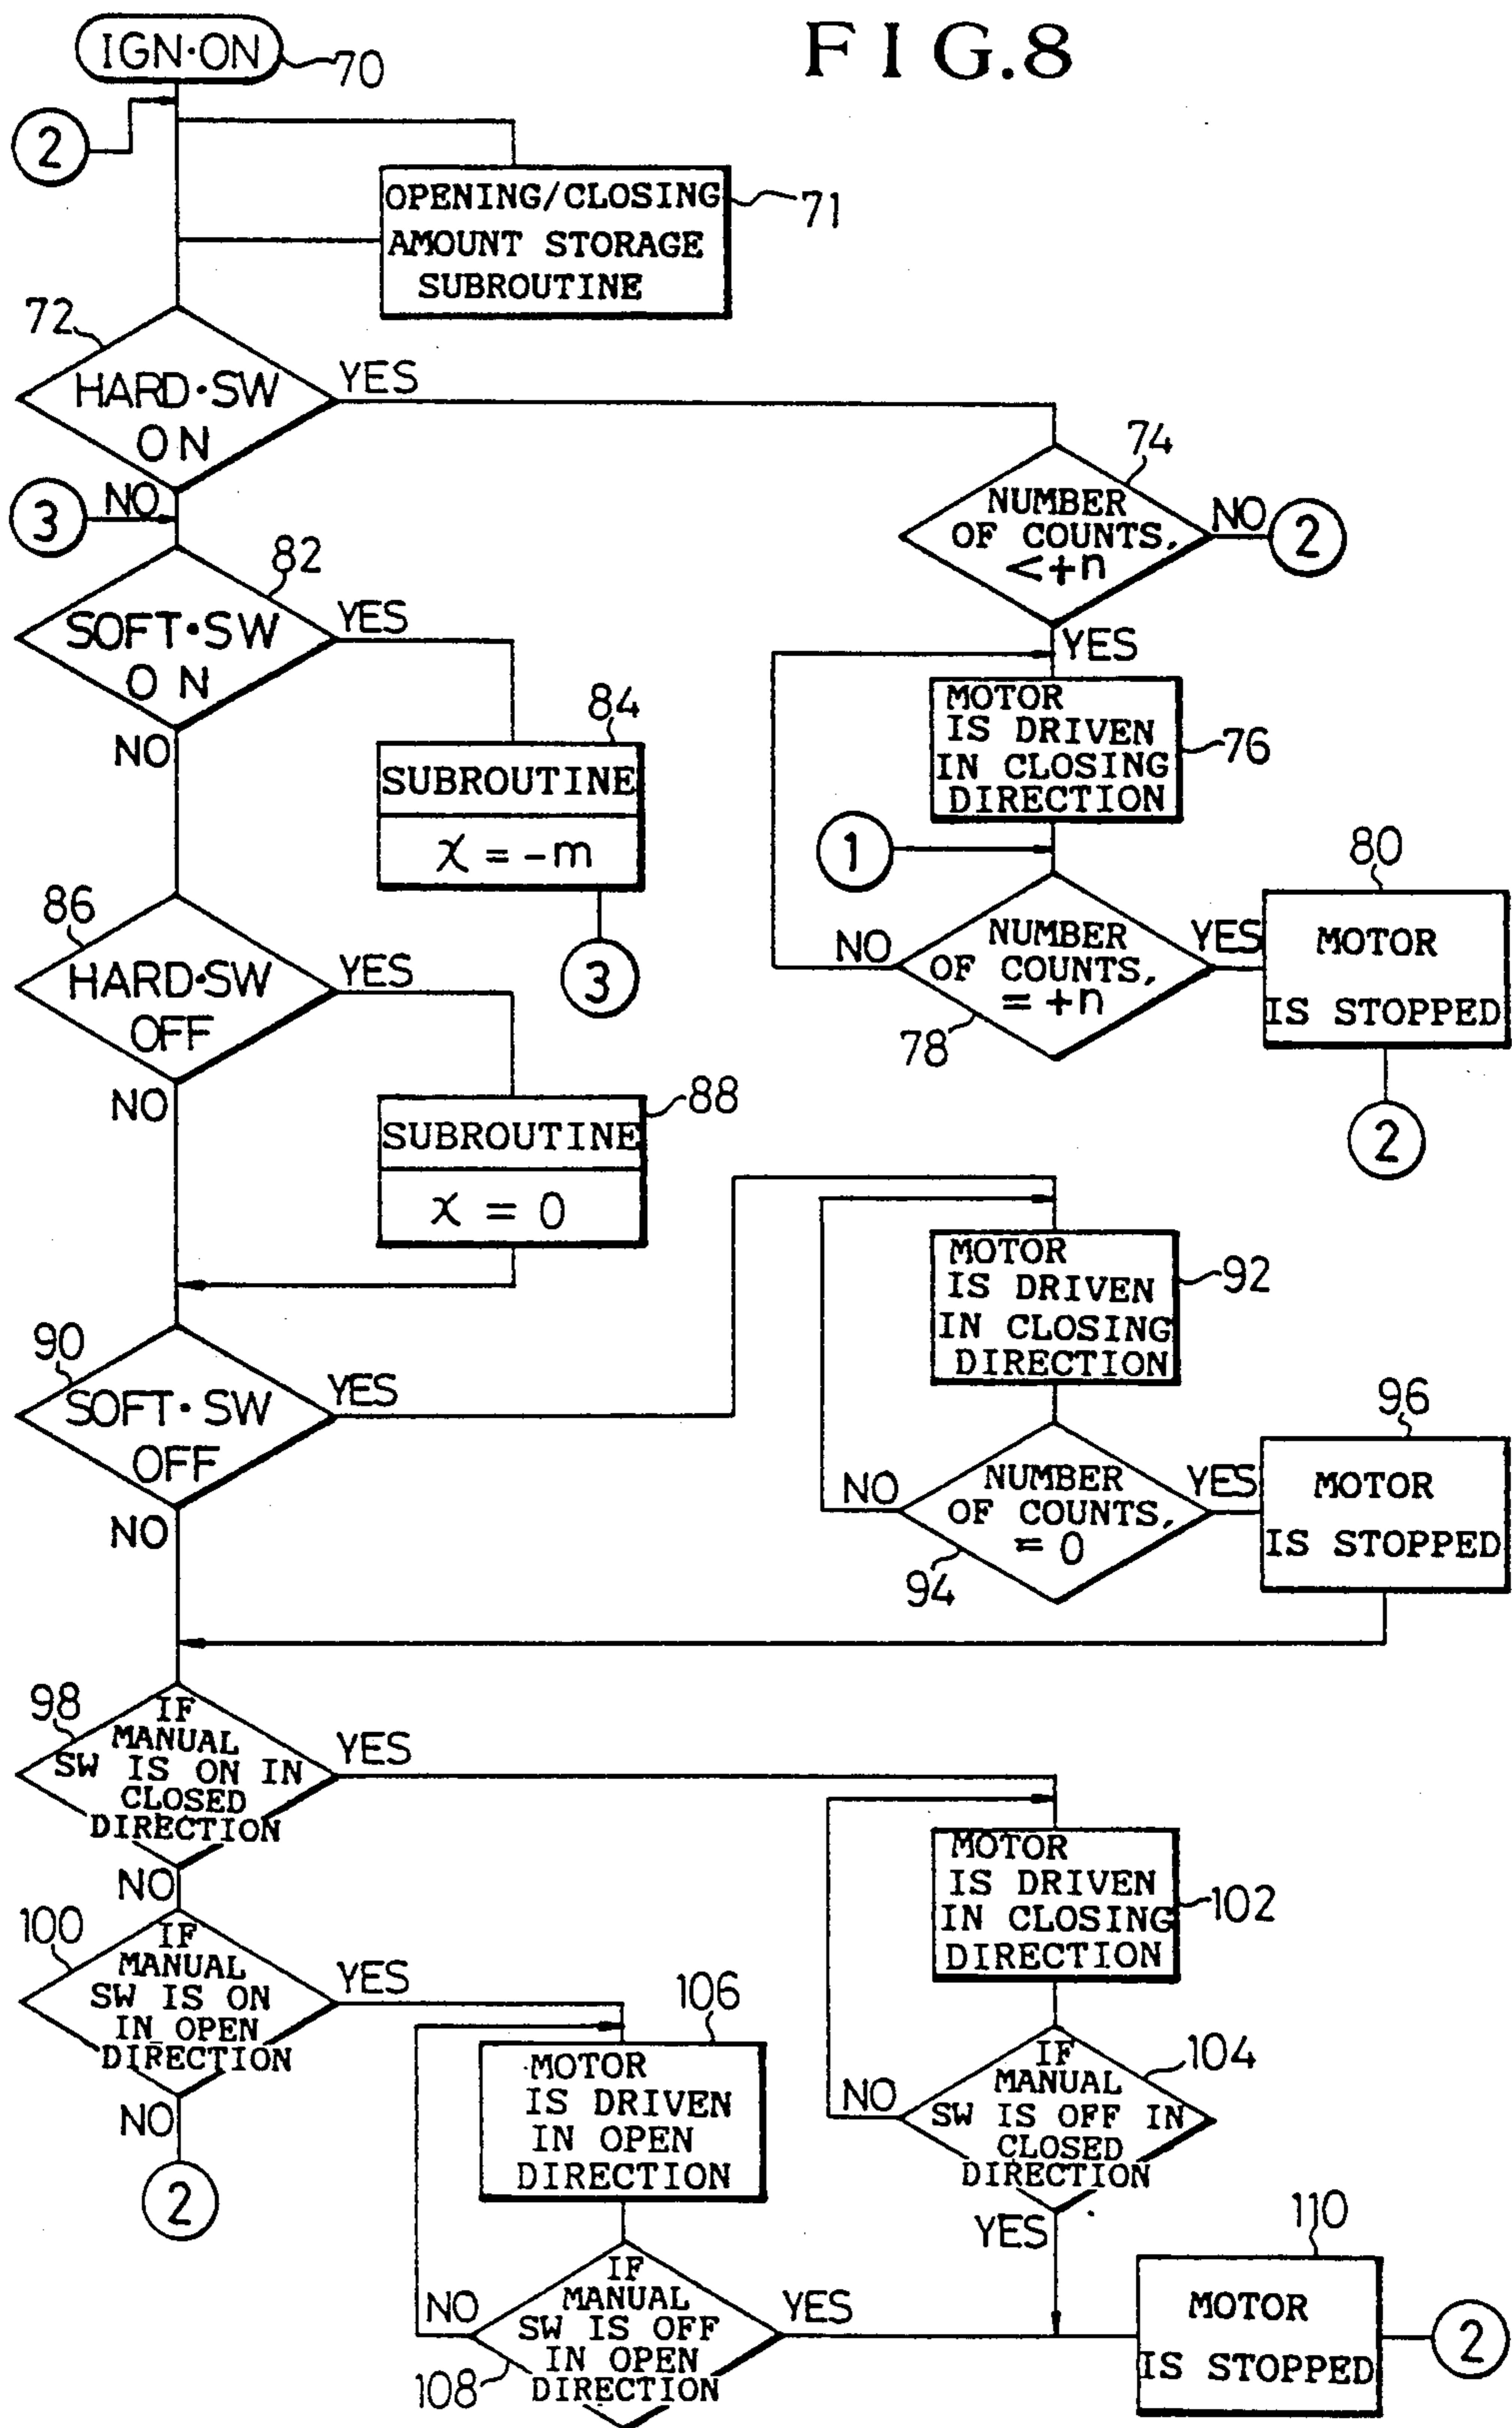 FIG.8
IGN·ON
70
2
OPENING/CLOSING
AMOUNT STORAGE
SUBROUTINE
71
72
HARD·SW
ON
YES
NO
3
74
NUMBER
OF COUNTS,
<+n
NO
2
YES
82
SOFT·SW
ON
YES
NO
84
SUBROUTINE
χ = -m
3
MOTOR
IS DRIVEN
IN CLOSING
DIRECTION
76
1
78
NUMBER
OF COUNTS,
= +n
NO
YES
80
MOTOR
IS STOPPED
2
86
HARD·SW
OFF
YES
NO
88
SUBROUTINE
χ = 0
90
SOFT·SW
OFF
YES
NO
MOTOR
IS DRIVEN
IN CLOSING
DIRECTION
92
94
NUMBER
OF COUNTS,
= 0
NO
YES
96
MOTOR
IS STOPPED
98
IF
MANUAL
SW IS ON IN
CLOSED
DIRECTION
YES
NO
100
IF
MANUAL
SW IS ON
IN OPEN
DIRECTION
YES
NO
2
MOTOR
IS DRIVEN
IN CLOSING
DIRECTION
102
104
IF
MANUAL
SW IS OFF IN
CLOSED
DIRECTION
NO
YES
106
MOTOR
IS DRIVEN
IN OPEN
DIRECTION
108
IF
MANUAL
SW IS OFF
IN OPEN
DIRECTION
NO
YES
110
MOTOR
IS STOPPED
2